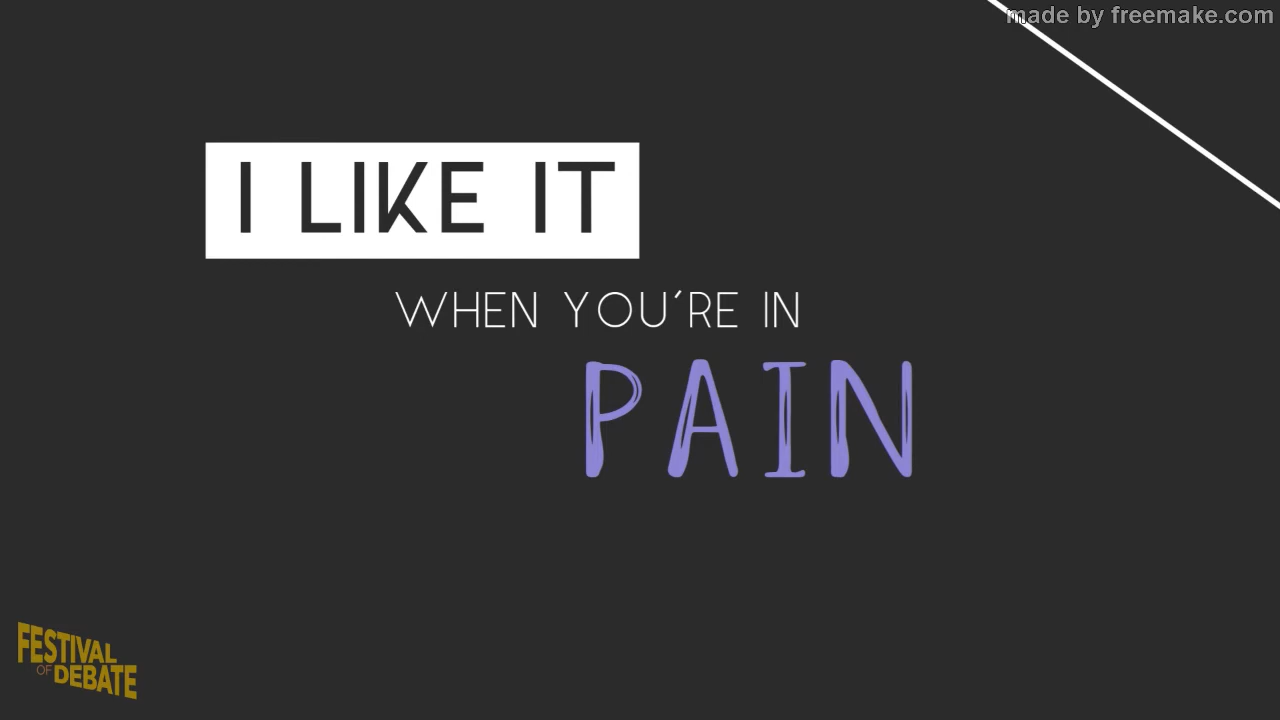 made by freemake.com
I LIKE IT
WHEN YOU'RE IN
PAIN
FESTIVAL
OF DEBATE